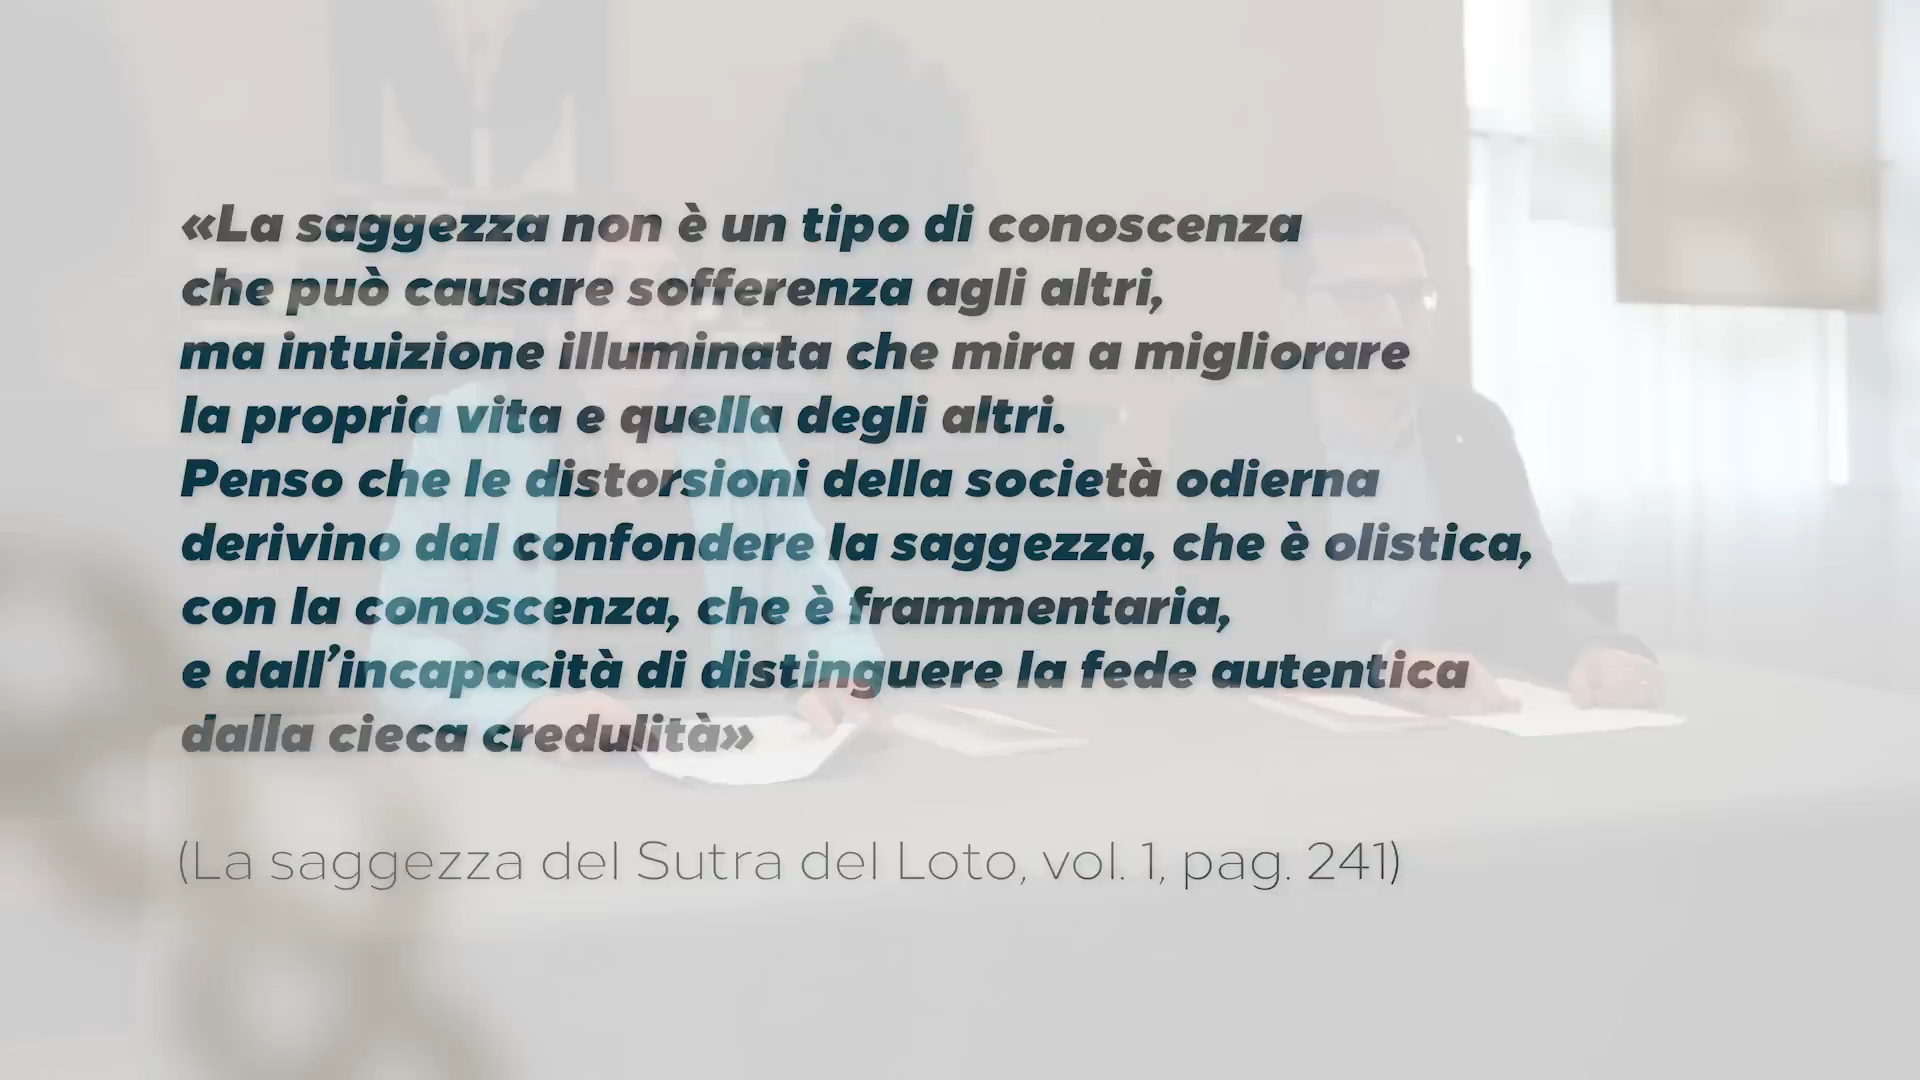 «La saggezza non è un tipo di conoscenza
che può causare sofferenza agli altri,
ma intuizione illuminata che mira a migliorare
la propria vita e quella degli altri.
Penso che le distorsioni della società odierna
derivino dal confondere la saggezza, che è olistica,
con la conoscenza, che è frammentaria,
e dall’incapacità di distinguere la fede autentica
dalla cieca credulità»
(La saggezza del Sutra del Loto, vol. 1, pag. 241)